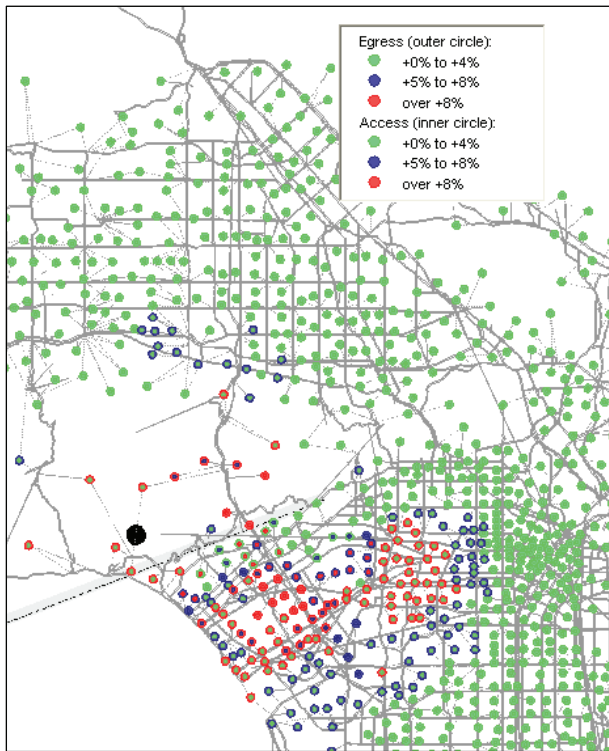 Egress (outer circle):
+0% to +4%
+5% to +8%
over +8%
Access (inner circle):
+0% to +4%
+5% to +8%
over +8%